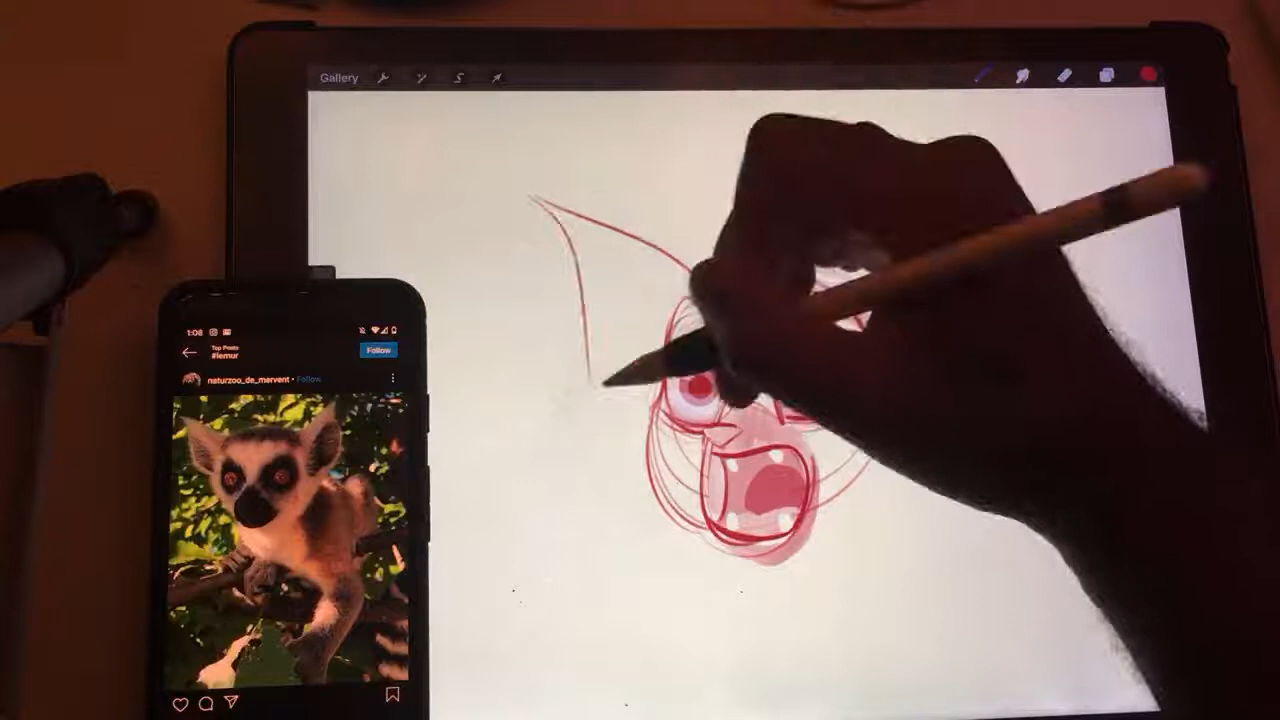 Gallery
1:08
Top Posts
#lemur
Follow
naturzoo_de_mervent • Follow